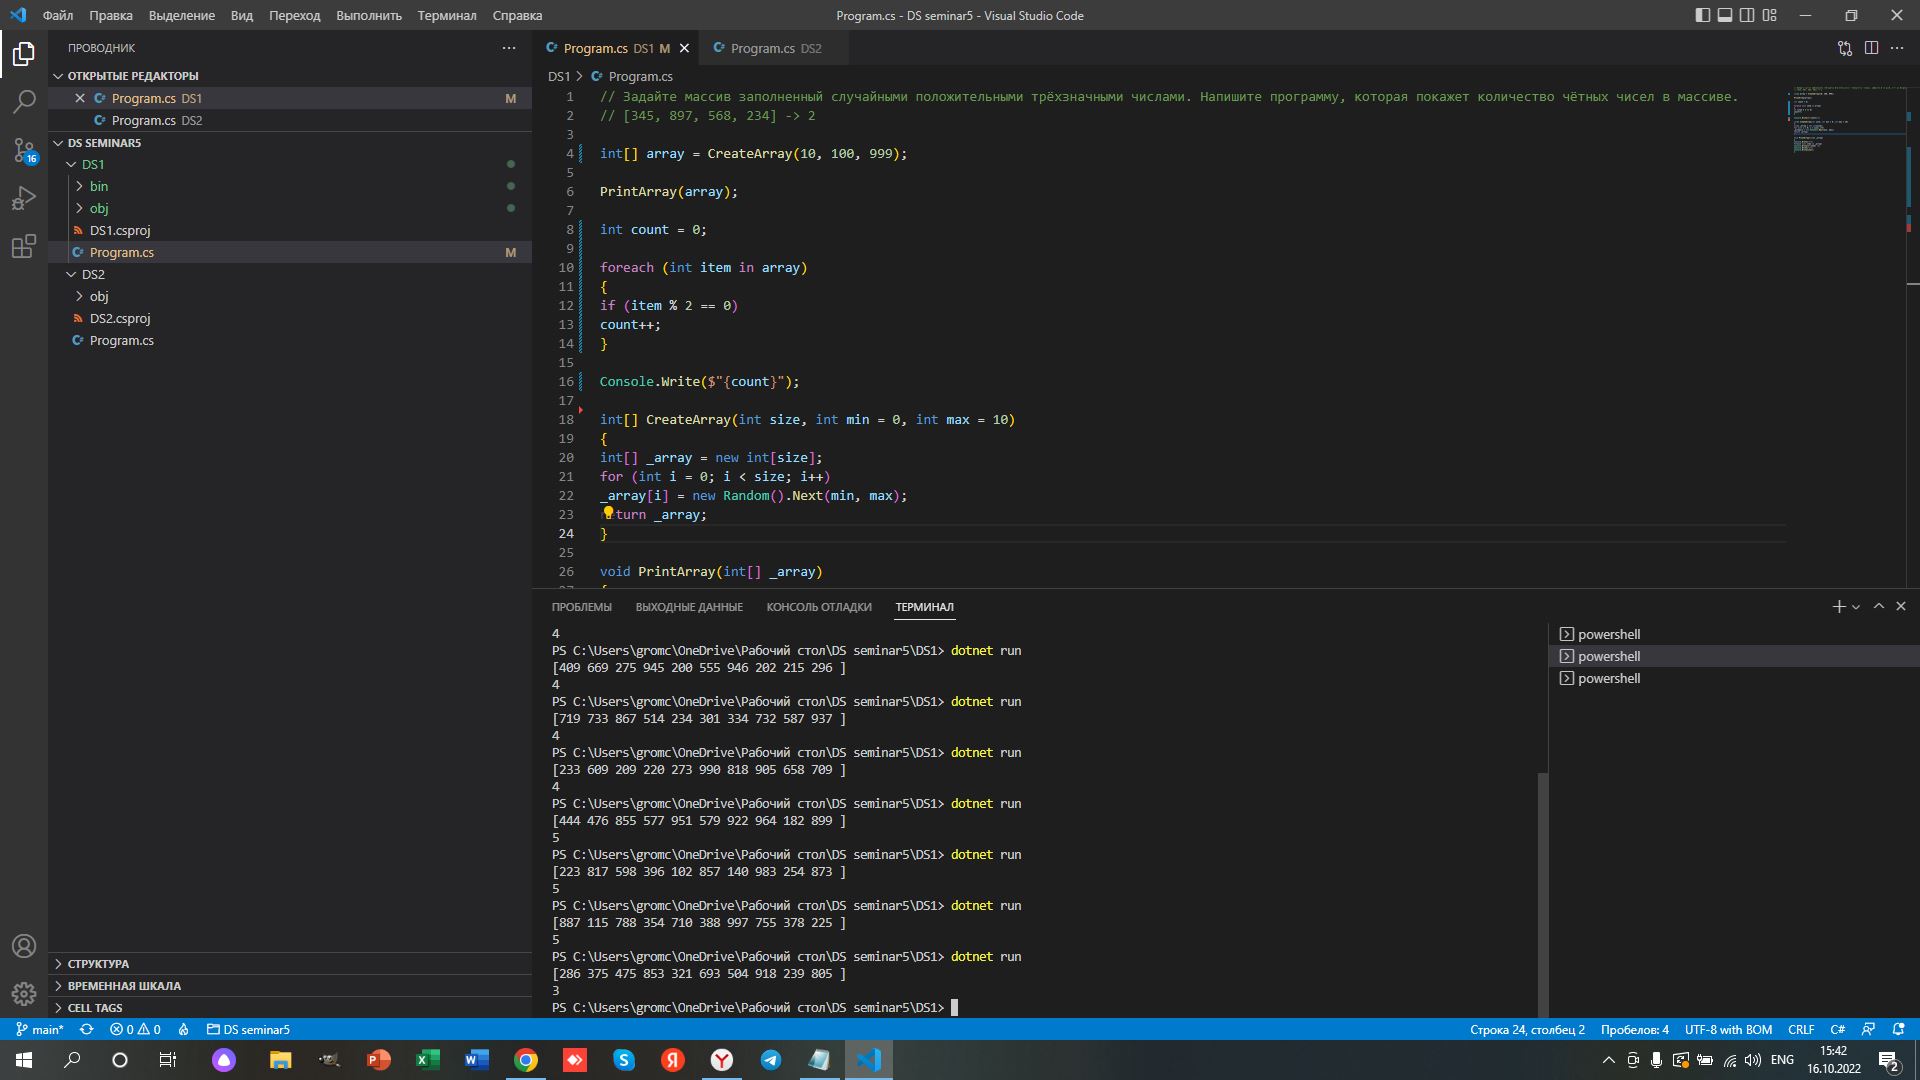 Файл Правка Выделение Вид Переход Выполнить Терминал Справка
Program.cs - DS seminar5 - Visual Studio Code
ПРОВОДНИК
ОТКРЫТЫЕ РЕДАКТОРЫ
Program.cs DS1 M
Program.cs DS2
DS SEMINAR5
DS1
bin
obj
DS1.csproj
Program.cs M
DS2
obj
DS2.csproj
Program.cs
СТРУКТУРА
ВРЕМЕННАЯ ШКАЛА
CELL TAGS
16
Program.cs DS1 M
Program.cs DS2
DS1 > Program.cs
1 // Задайте массив заполненный случайными положительными трёхзначными числами. Напишите программу, которая покажет количество чётных чисел в массиве.
2 // [345, 897, 568, 234] -> 2
3
4 int[] array = CreateArray(10, 100, 999);
5
6 PrintArray(array);
7
8 int count = 0;
9
10 foreach (int item in array)
11 {
12 if (item % 2 == 0)
13 count++;
14 }
15
16 Console.Write($"{count}");
17
18 int[] CreateArray(int size, int min = 0, int max = 10)
19 {
20 int[] _array = new int[size];
21 for (int i = 0; i < size; i++)
22 _array[i] = new Random().Next(min, max);
23 return _array;
24 }
25
26 void PrintArray(int[] _array)
ПРОБЛЕМЫ ВЫХОДНЫЕ ДАННЫЕ КОНСОЛЬ ОТЛАДКИ ТЕРМИНАЛ
4
PS C:\Users\gromc\OneDrive\Рабочий стол\DS seminar5\DS1> dotnet run
[409 669 275 945 200 555 946 202 215 296 ]
4
PS C:\Users\gromc\OneDrive\Рабочий стол\DS seminar5\DS1> dotnet run
[719 733 867 514 234 301 334 732 587 937 ]
4
PS C:\Users\gromc\OneDrive\Рабочий стол\DS seminar5\DS1> dotnet run
[233 609 209 220 273 990 818 905 658 709 ]
4
PS C:\Users\gromc\OneDrive\Рабочий стол\DS seminar5\DS1> dotnet run
[444 476 855 577 951 579 922 964 182 899 ]
5
PS C:\Users\gromc\OneDrive\Рабочий стол\DS seminar5\DS1> dotnet run
[223 817 598 396 102 857 140 983 254 873 ]
5
PS C:\Users\gromc\OneDrive\Рабочий стол\DS seminar5\DS1> dotnet run
[887 115 788 354 710 388 997 755 378 225 ]
5
PS C:\Users\gromc\OneDrive\Рабочий стол\DS seminar5\DS1> dotnet run
[286 375 475 853 321 693 504 918 239 805 ]
3
PS C:\Users\gromc\OneDrive\Рабочий стол\DS seminar5\DS1>
powershell
powershell
powershell
main* 0 0 DS seminar5
Строка 24, столбец 2 Пробелов: 4 UTF-8 with BOM CRLF C#
ENG
15:42
16.10.2022
2